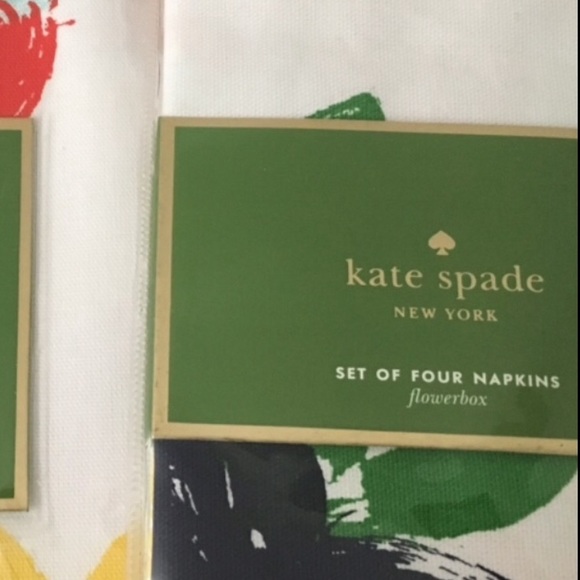 kate spade
NEW YORK
SET OF FOUR NAPKINS
flowerbox